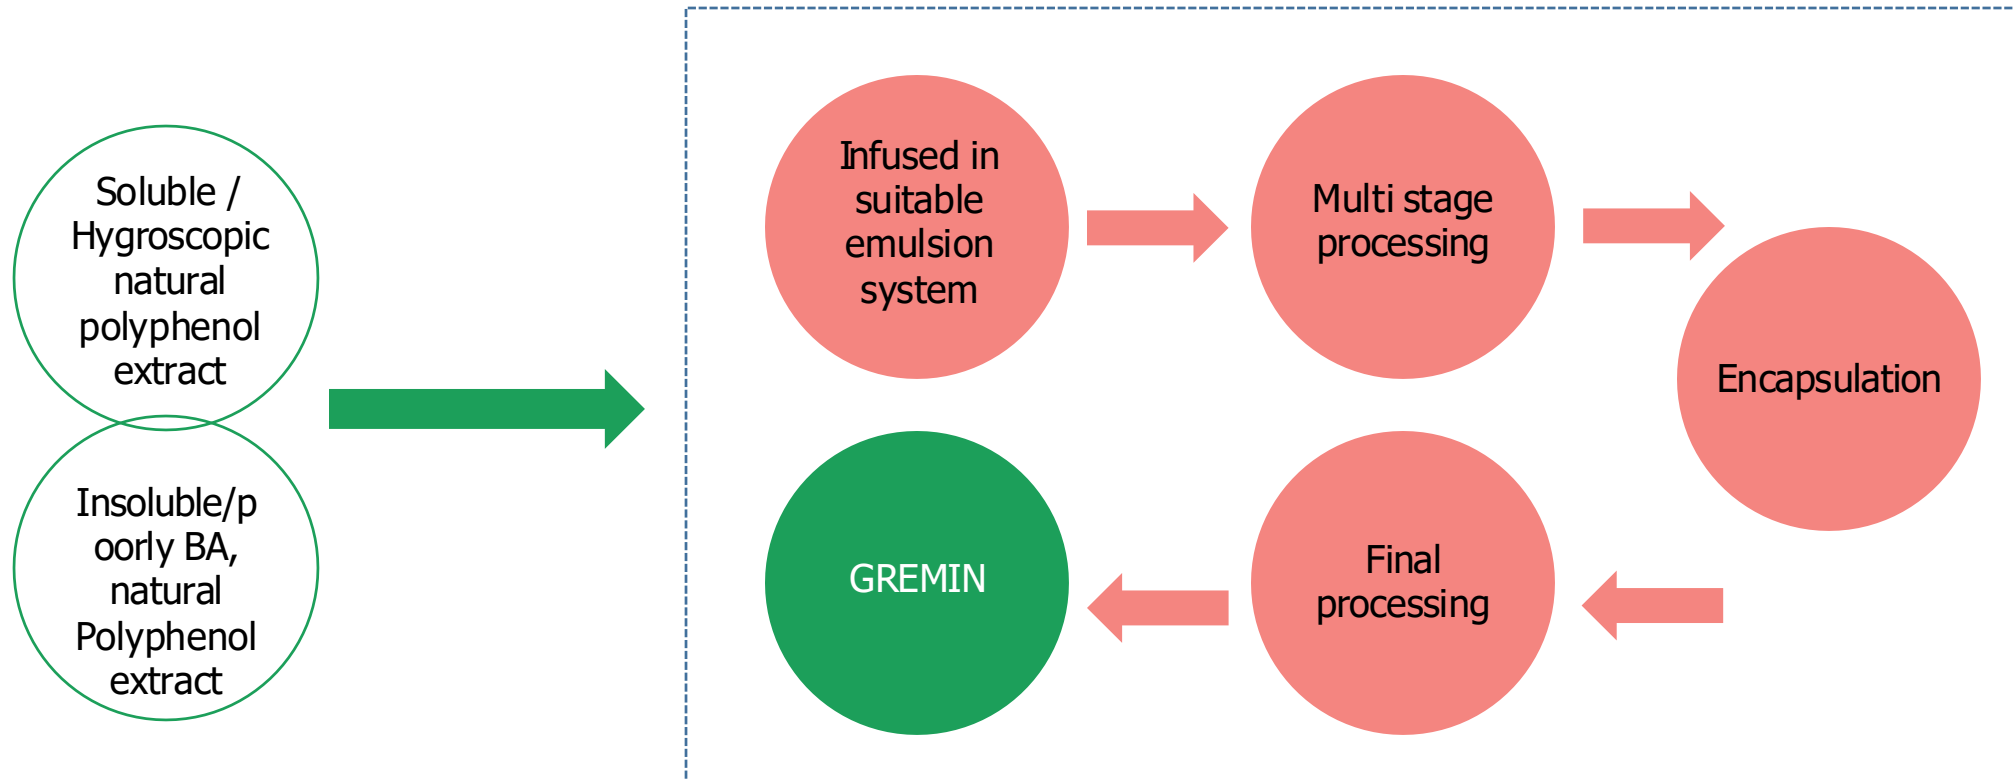 Soluble /
Hygroscopic
natural
polyphenol
extract
Insoluble/p
oorly BA,
natural
Polyphenol
extract
Infused in
suitable
emulsion
system
Multi stage
processing
Encapsulation
Final
processing
GREMIN